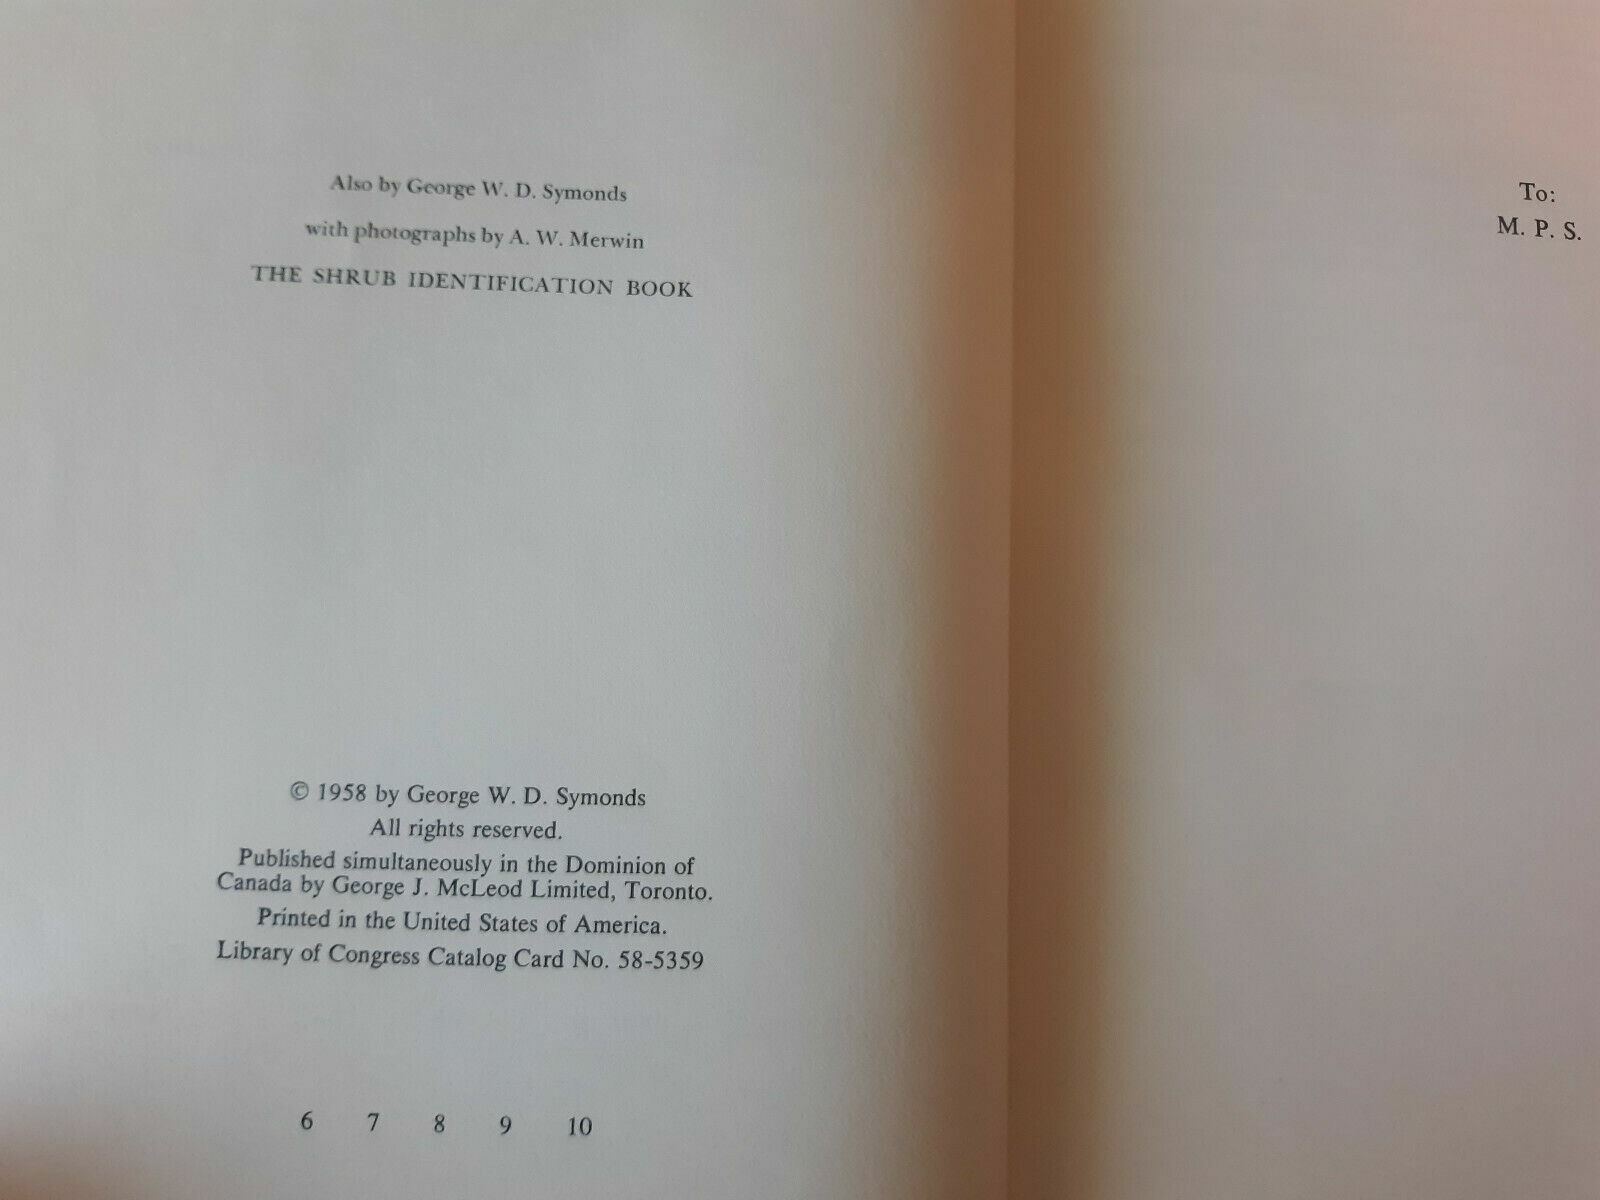 Also by George W. D. Symonds
with photographs by A. W. Merwin
THE SHRUB IDENTIFICATION BOOK
© 1958 by George W. D. Symonds
All rights reserved.
Published simultaneously in the Dominion of
Canada by George J. McLeod Limited, Toronto.
Printed in the United States of America.
Library of Congress Catalog Card No. 58-5359
6 7 8 9 10
To:
M. P. S.